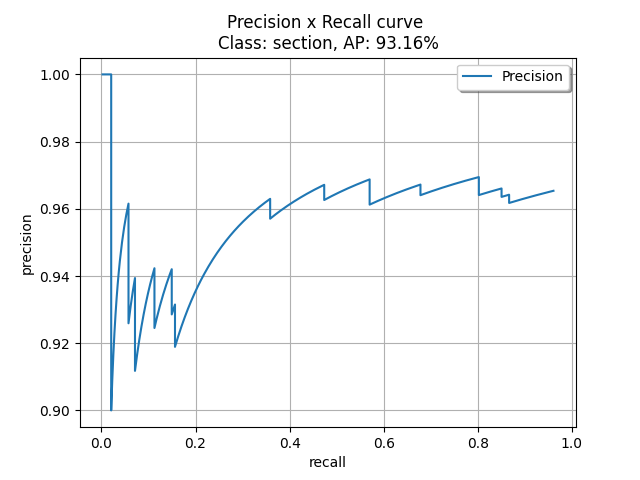 Precision x Recall curve
Class: section, AP: 93.16%
Precision
1.00
0.98
0.96
0.94
0.92
0.90
precision
0.0 0.2 0.4 0.6 0.8 1.0
recall